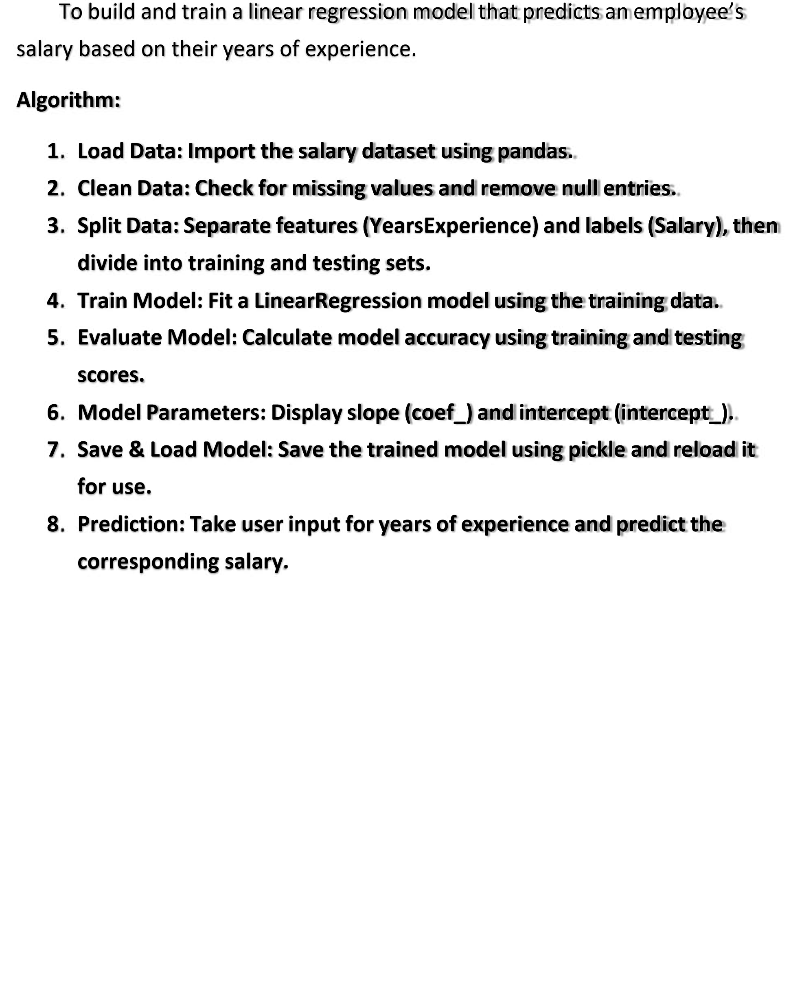 To build and train a linear regression model that predicts an employee’s
salary based on their years of experience.
Algorithm:
1. Load Data: Import the salary dataset using pandas.
2. Clean Data: Check for missing values and remove null entries.
3. Split Data: Separate features (YearsExperience) and labels (Salary), then
divide into training and testing sets.
4. Train Model: Fit a LinearRegression model using the training data.
5. Evaluate Model: Calculate model accuracy using training and testing
scores.
6. Model Parameters: Display slope (coef_) and intercept (intercept_).
7. Save & Load Model: Save the trained model using pickle and reload it
for use.
8. Prediction: Take user input for years of experience and predict the
corresponding salary.